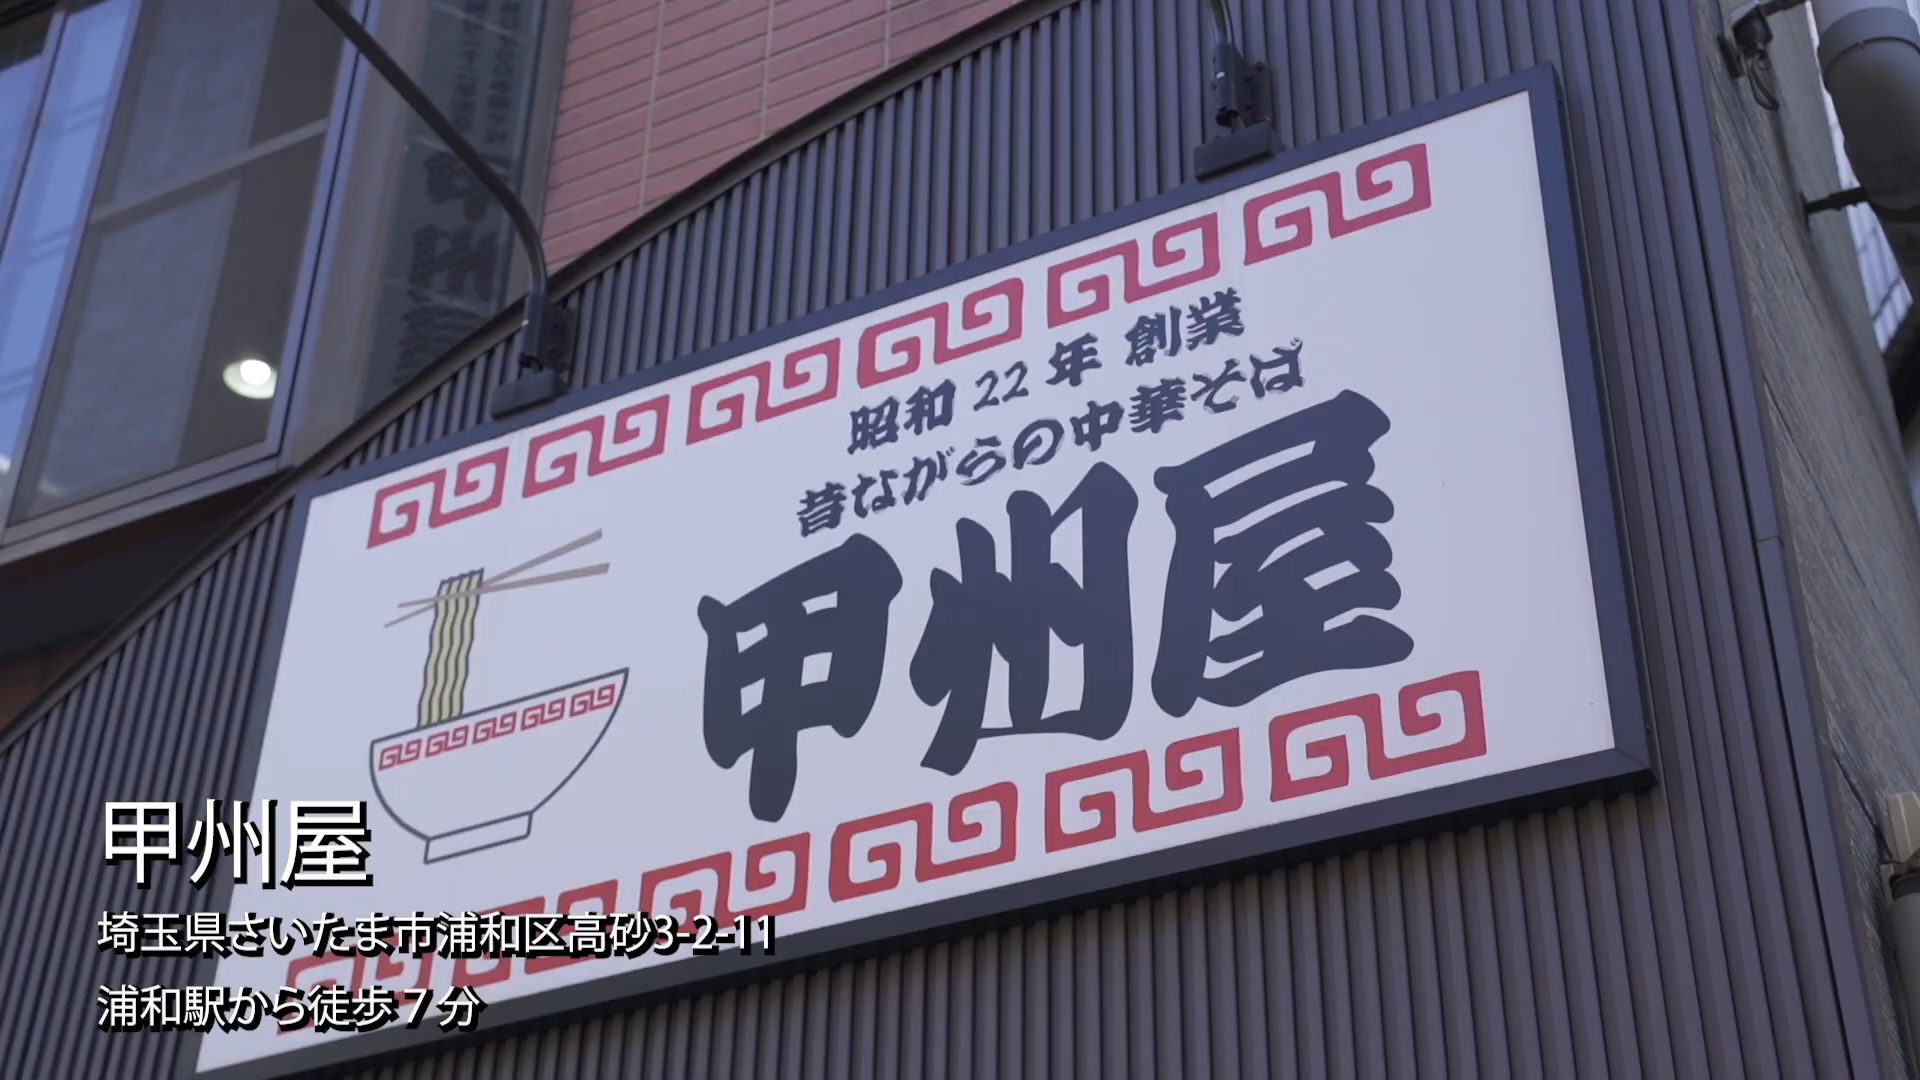 昭和22年 創業
昔ながらの中華そば
甲州屋
甲州屋
埼玉県さいたま市浦和区高砂3-2-11
浦和駅から徒歩７分